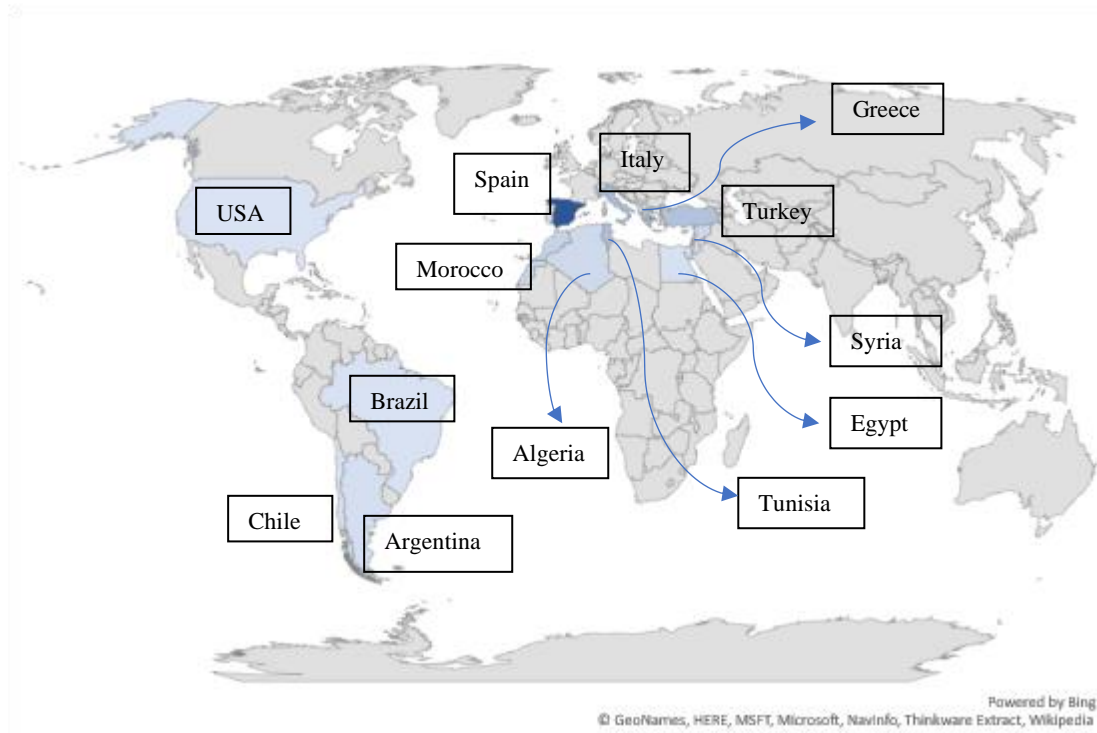 Greece
Italy
Spain
USA
Turkey
Morocco
Syria
Brazil
Egypt
Algeria
Tunisia
Chile
Argentina
Powered by Bing
© GeoNames, HERE, MSFT, Microsoft, NavInfo, Thinkware Extract, Wikipedia